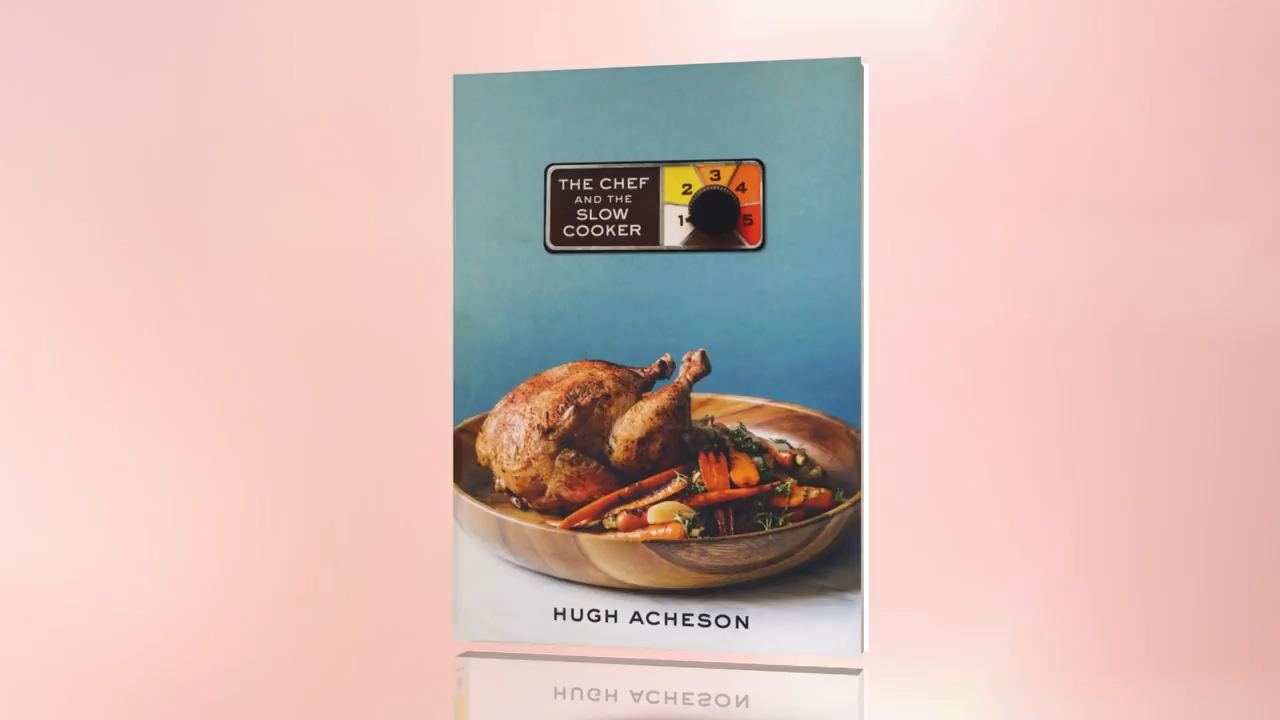 THE CHEF
AND THE
SLOW
COOKER
1 2 3 4 5
HUGH ACHESON
HUGH ACHESON